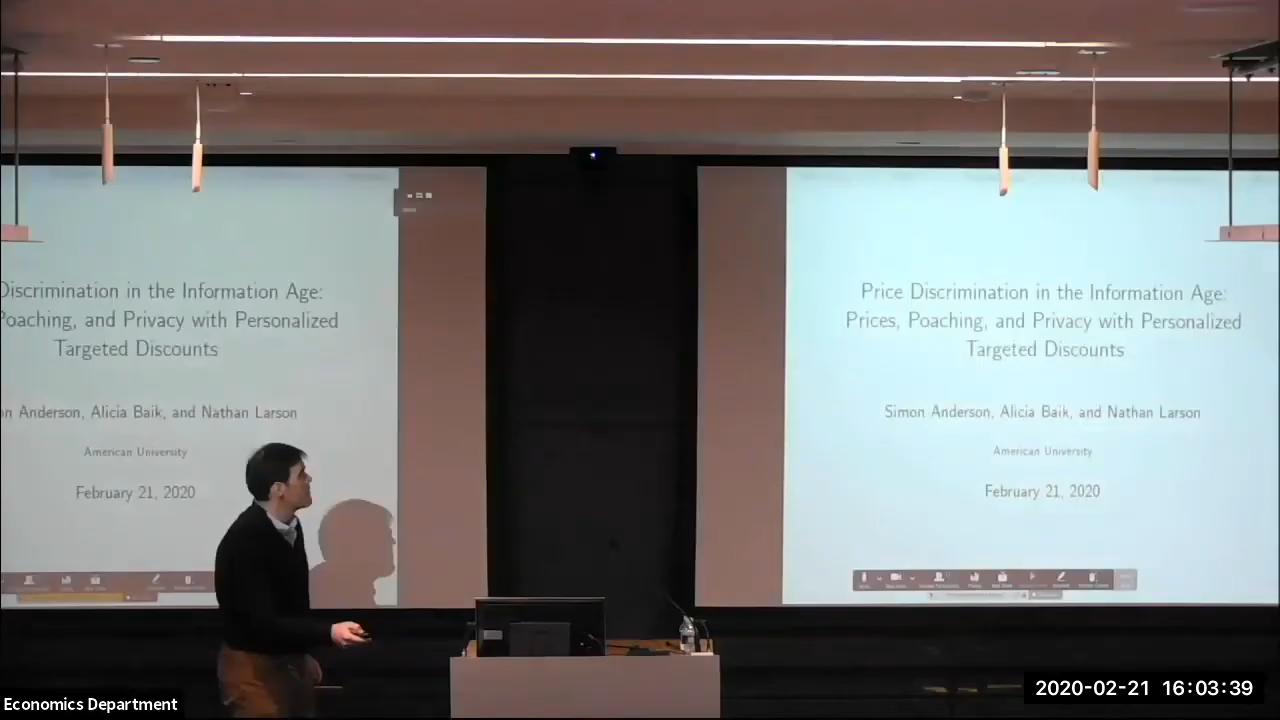 Discrimination in the Information Age:
Poaching, and Privacy with Personalized
Targeted Discounts
on Anderson, Alicia Baik, and Nathan Larson
American University
February 21, 2020
Price Discrimination in the Information Age:
Prices, Poaching, and Privacy with Personalized
Targeted Discounts
Simon Anderson, Alicia Baik, and Nathan Larson
American University
February 21, 2020
Economics Department
2020-02-21 16:03:39